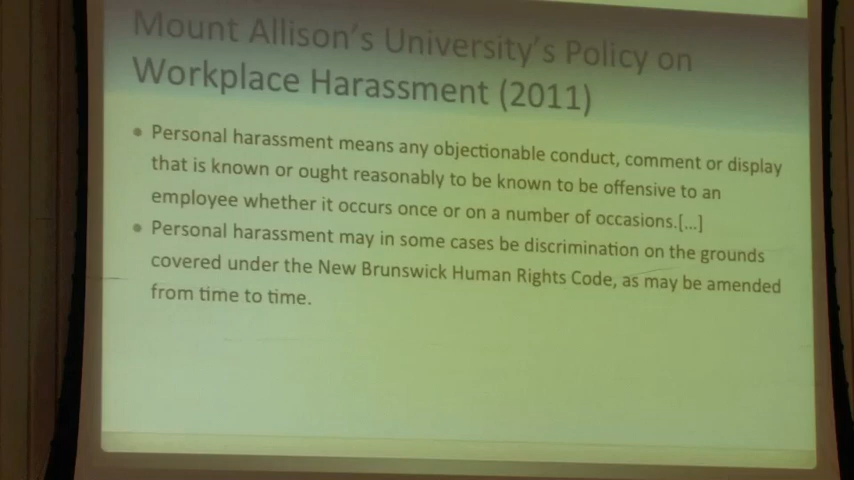 Mount Allison's University's Policy on
Workplace Harassment (2011)
• Personal harassment means any objectionable conduct, comment or display
that is known or ought reasonably to be known to be offensive to an
employee whether it occurs once or on a number of occasions.[...]
• Personal harassment may in some cases be discrimination on the grounds
covered under the New Brunswick Human Rights Code, as may be amended
from time to time.